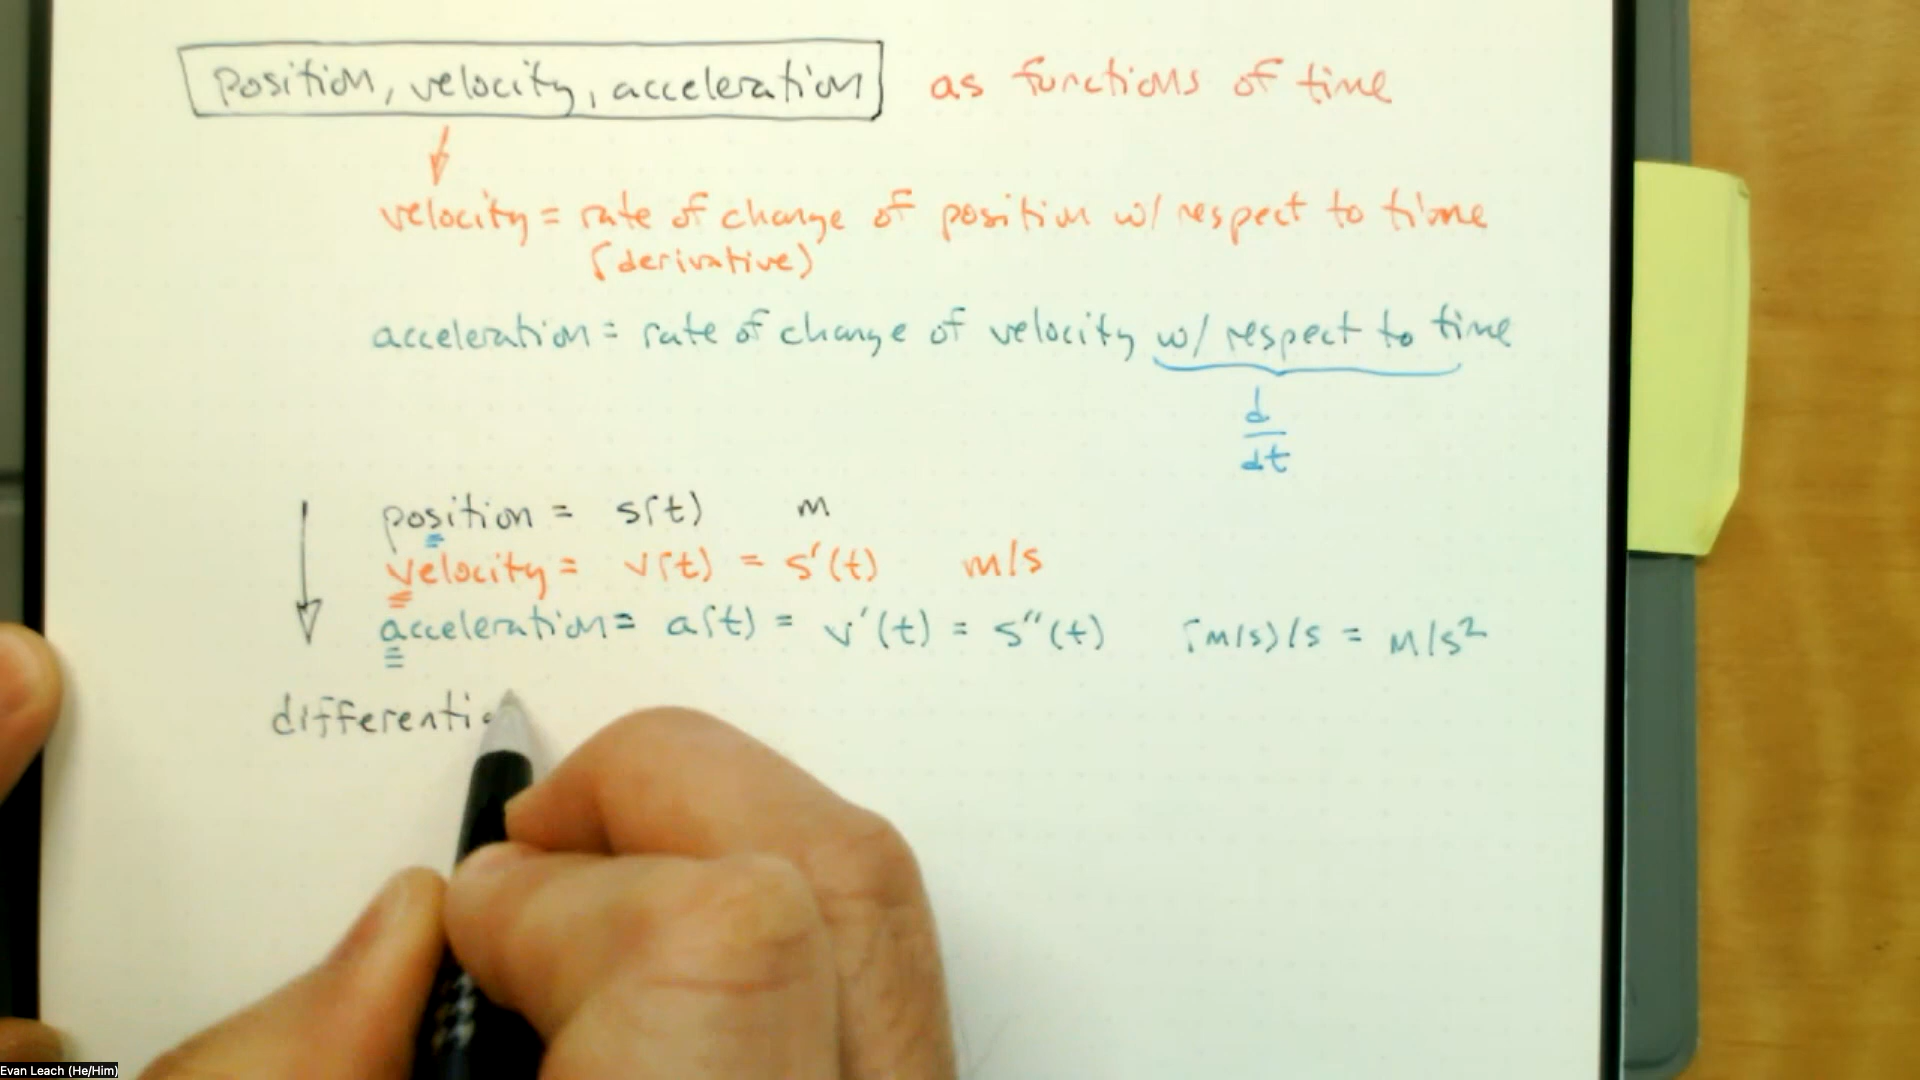 position, velocity, acceleration as functions of time
velocity = rate of change of position w/ respect to time
(derivative)
acceleration = rate of change of velocity w/ respect to time
d
dt
position = s(t) m
velocity = v(t) = s'(t) m/s
acceleration = a(t) = v'(t) = s''(t) (m/s)/s = m/s²
differenti
Evan Leach (He/Him)